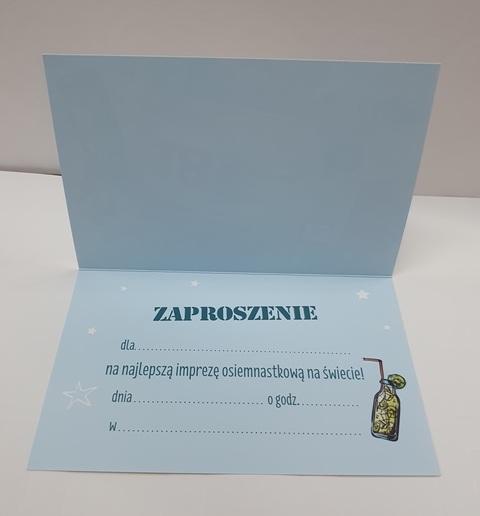 ZAPROSZENIE
dla..........................................................
na najlepszą imprezę osiemnastkową na świecie!
dnia.................................. o godz................
w................................................................